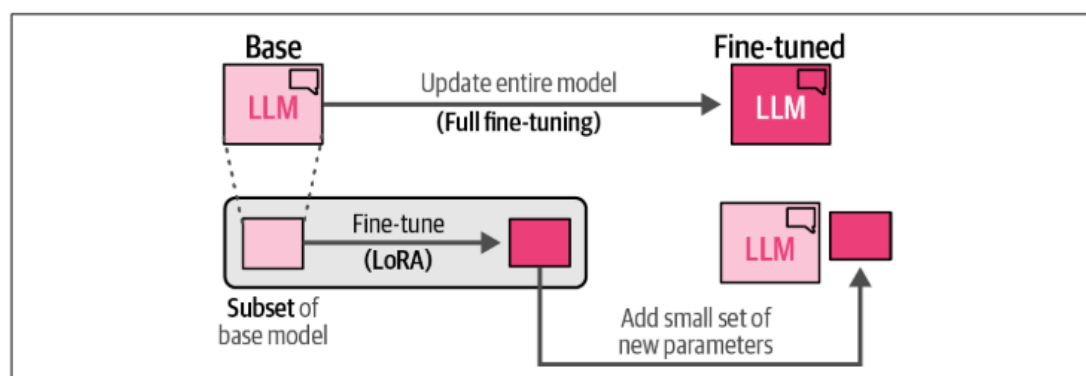 Base
Fine-tuned
LLM
Update entire model
(Full fine-tuning)
LLM
Fine-tune
(LoRA)
LLM
Subset of
base model
Add small set of
new parameters